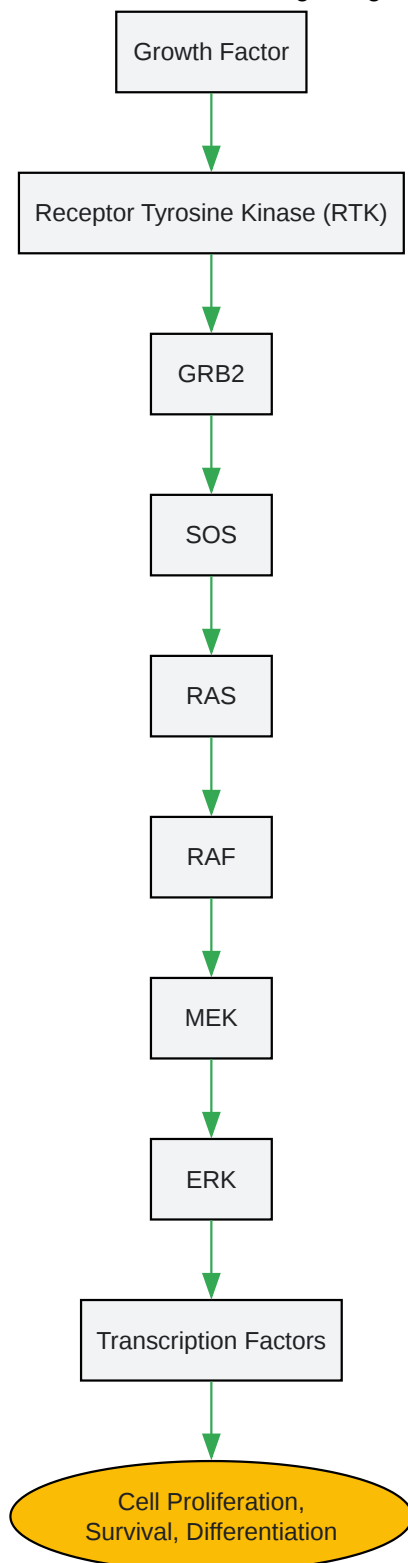 Growth Factor
Receptor Tyrosine Kinase (RTK)
GRB2
SOS
RAS
RAF
MEK
ERK
Transcription Factors
Cell Proliferation,
Survival, Differentiation